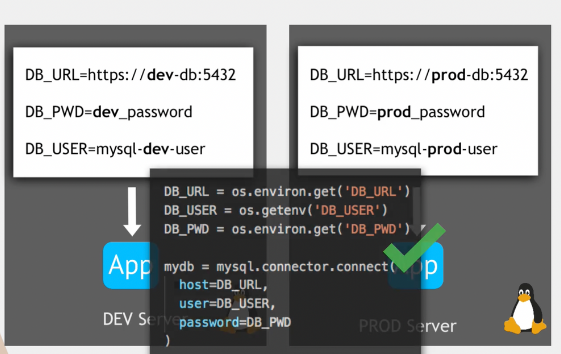 DB_URL=https://dev-db:5432
DB_PWD=dev_password
DB_USER=mysql-dev-user
DB_URL=https://prod-db:5432
DB_PWD=prod_password
DB_USER=mysql-prod-user
DB_URL = os.environ.get('DB_URL')
DB_USER = os.getenv('DB_USER')
DB_PWD = os.environ.get('DB_PWD')
mydb = mysql.connector.connect(
host=DB_URL,
user=DB_USER,
password=DB_PWD
)
App
DEV Server
App
PROD Server